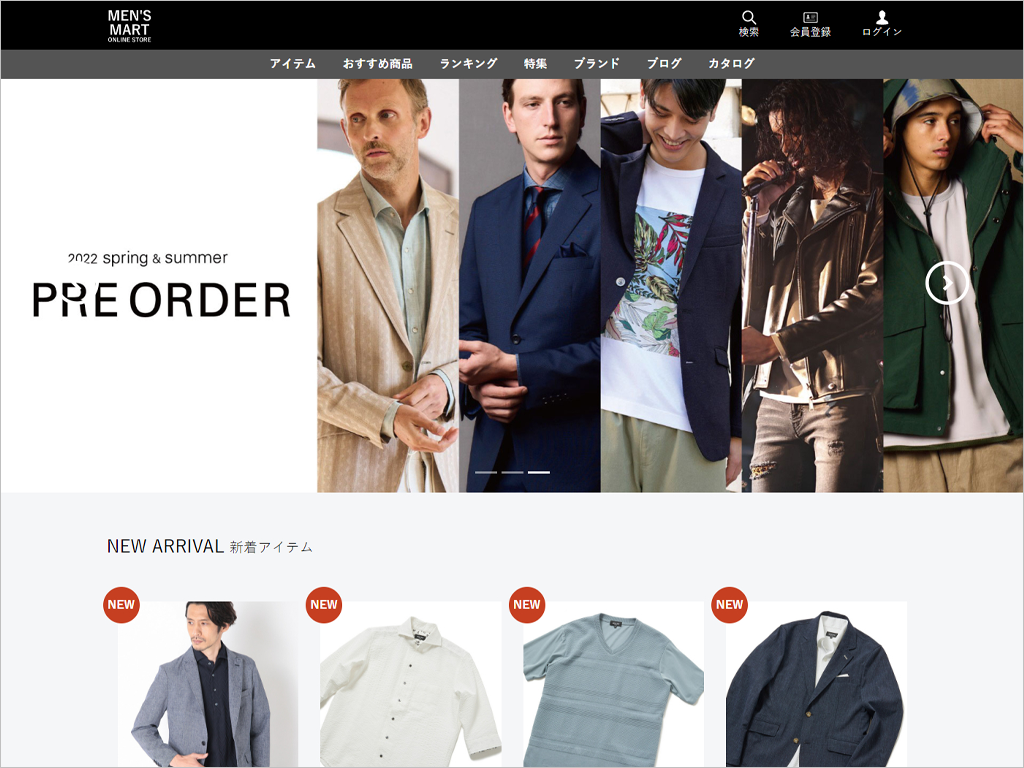 MEN'S
MART
ONLINE STORE
検索
会員登録
ログイン
アイテム おすすめ商品 ランキング 特集 ブランド ブログ カタログ
2022 spring & summer
PRE ORDER
NEW ARRIVAL 新着アイテム
NEW NEW NEW NEW